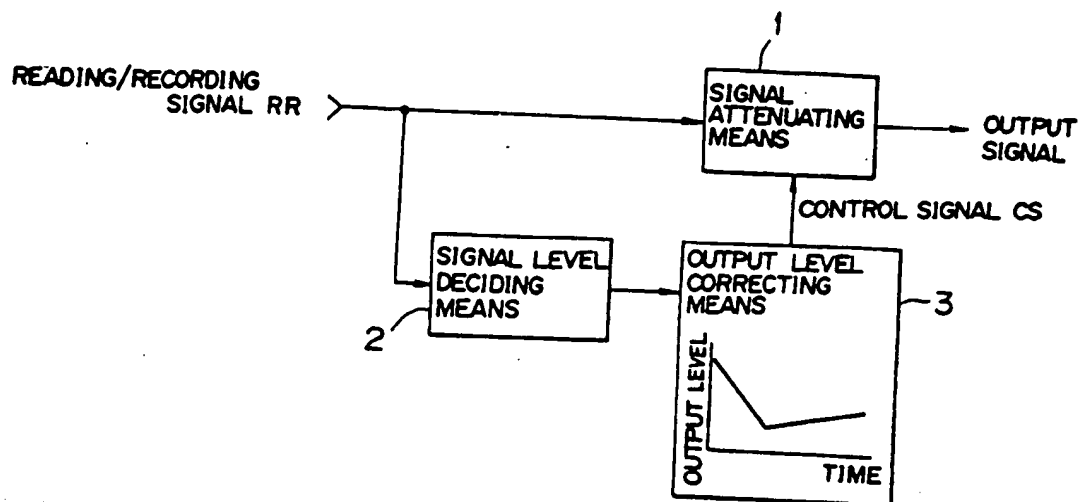 1
READING/RECORDING
SIGNAL RR
SIGNAL
ATTENUATING
MEANS
OUTPUT
SIGNAL
CONTROL SIGNAL CS
SIGNAL LEVEL
DECIDING
MEANS
2
OUTPUT LEVEL
CORRECTING
MEANS
3
OUTPUT LEVEL
TIME